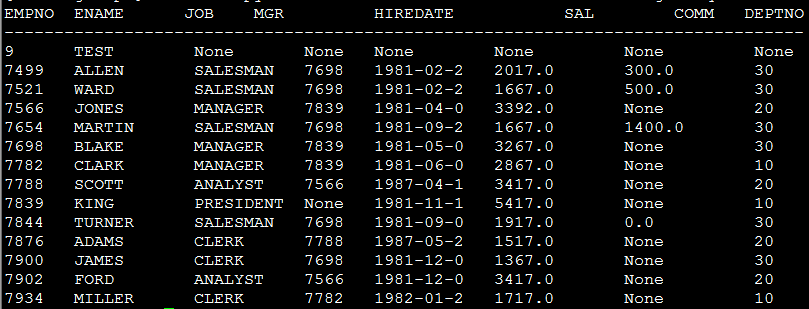 EMPNO ENAME JOB MGR HIREDATE SAL COMM DEPTNO
--------------------------------------------------------------------------------
9 TEST None None None None None None
7499 ALLEN SALESMAN 7698 1981-02-2 2017.0 300.0 30
7521 WARD SALESMAN 7698 1981-02-2 1667.0 500.0 30
7566 JONES MANAGER 7839 1981-04-0 3392.0 None 20
7654 MARTIN SALESMAN 7698 1981-09-2 1667.0 1400.0 30
7698 BLAKE MANAGER 7839 1981-05-0 3267.0 None 30
7782 CLARK MANAGER 7839 1981-06-0 2867.0 None 10
7788 SCOTT ANALYST 7566 1987-04-1 3417.0 None 20
7839 KING PRESIDENT None 1981-11-1 5417.0 None 10
7844 TURNER SALESMAN 7698 1981-09-0 1917.0 0.0 30
7876 ADAMS CLERK 7788 1987-05-2 1517.0 None 20
7900 JAMES CLERK 7698 1981-12-0 1367.0 None 30
7902 FORD ANALYST 7566 1981-12-0 3417.0 None 20
7934 MILLER CLERK 7782 1982-01-2 1717.0 None 10